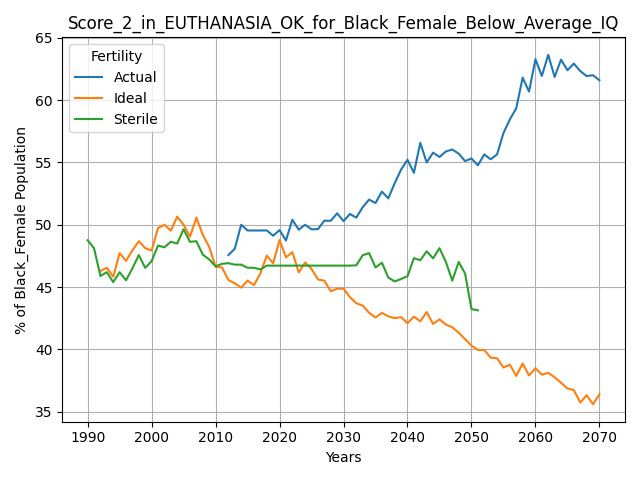 Score_2_in_EUTHANASIA_OK_for_Black_Female_Below_Average_IQ
65
60
55
50
45
40
35
% of Black_Female Population
Fertility
Actual
Ideal
Sterile
1990 2000 2010 2020 2030 2040 2050 2060 2070
Years